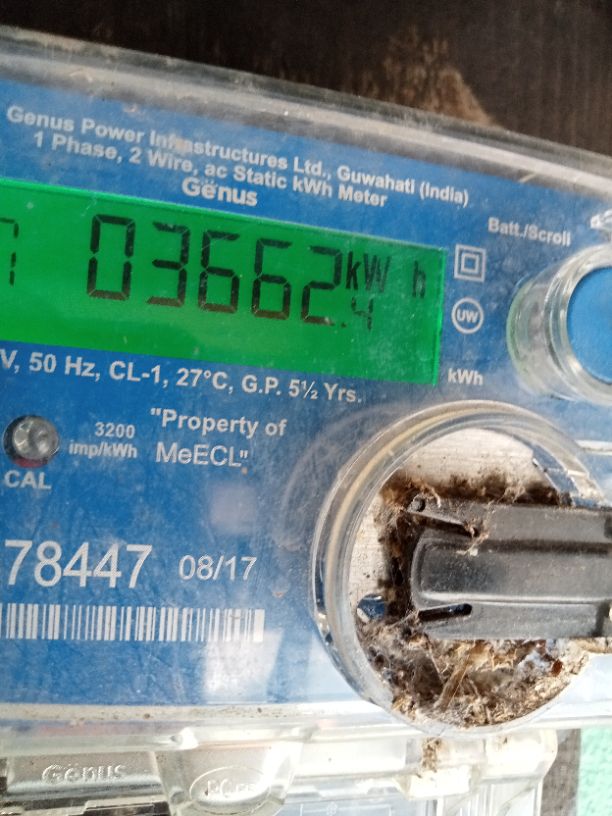 Genus Power Infrastructures Ltd., Guwahati (India)
1 Phase, 2 Wire, ac Static kWh Meter
Genus
Batt./Scroll
03662.4 kW h
UW
V, 50 Hz, CL-1, 27°C, G.P. 5½ Yrs.
kWh
3200
imp/kWh
CAL
"Property of
MeECL"
78447 08/17
Genus